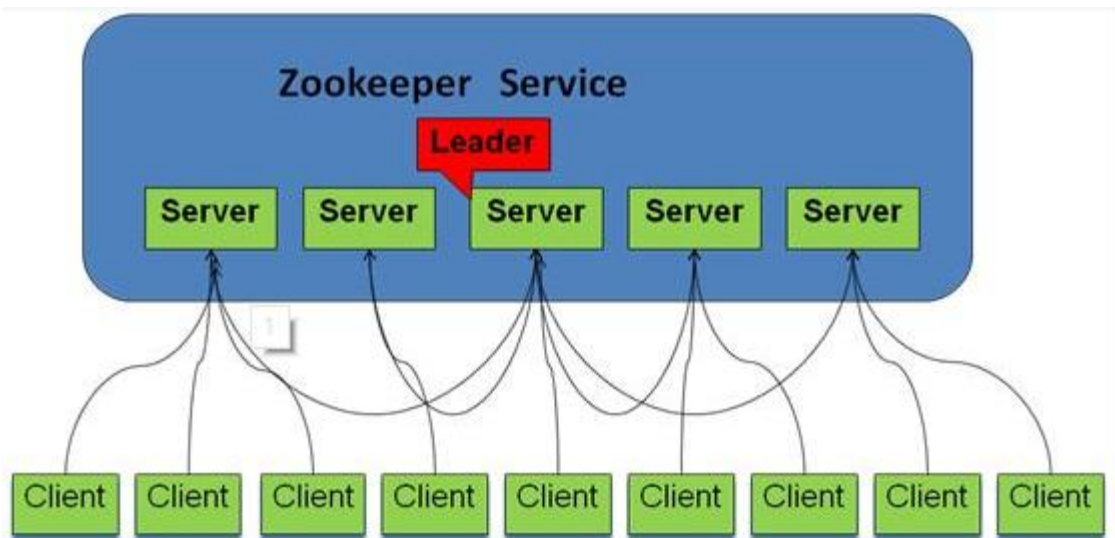 Zookeeper Service
Leader
Server Server Server Server Server
1
Client Client Client Client Client Client Client Client Client